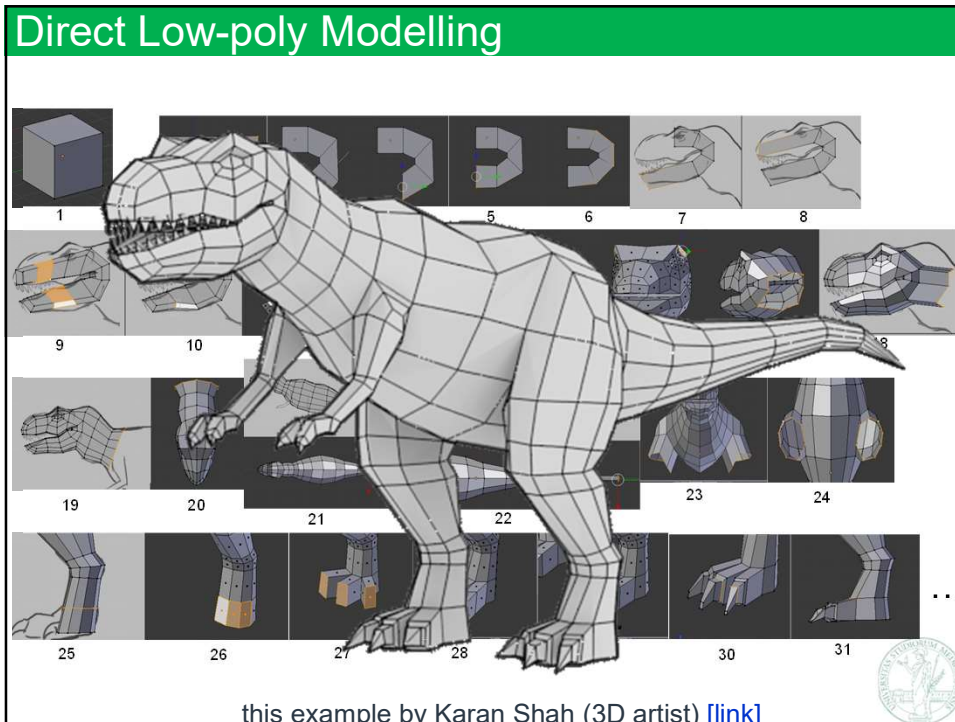 Direct Low-poly Modelling
1 5 6 7 8
9 10 8
19 20 21 22 23 24
25 26 27 28 30 31 ...
this example by Karan Shah (3D artist) [link]